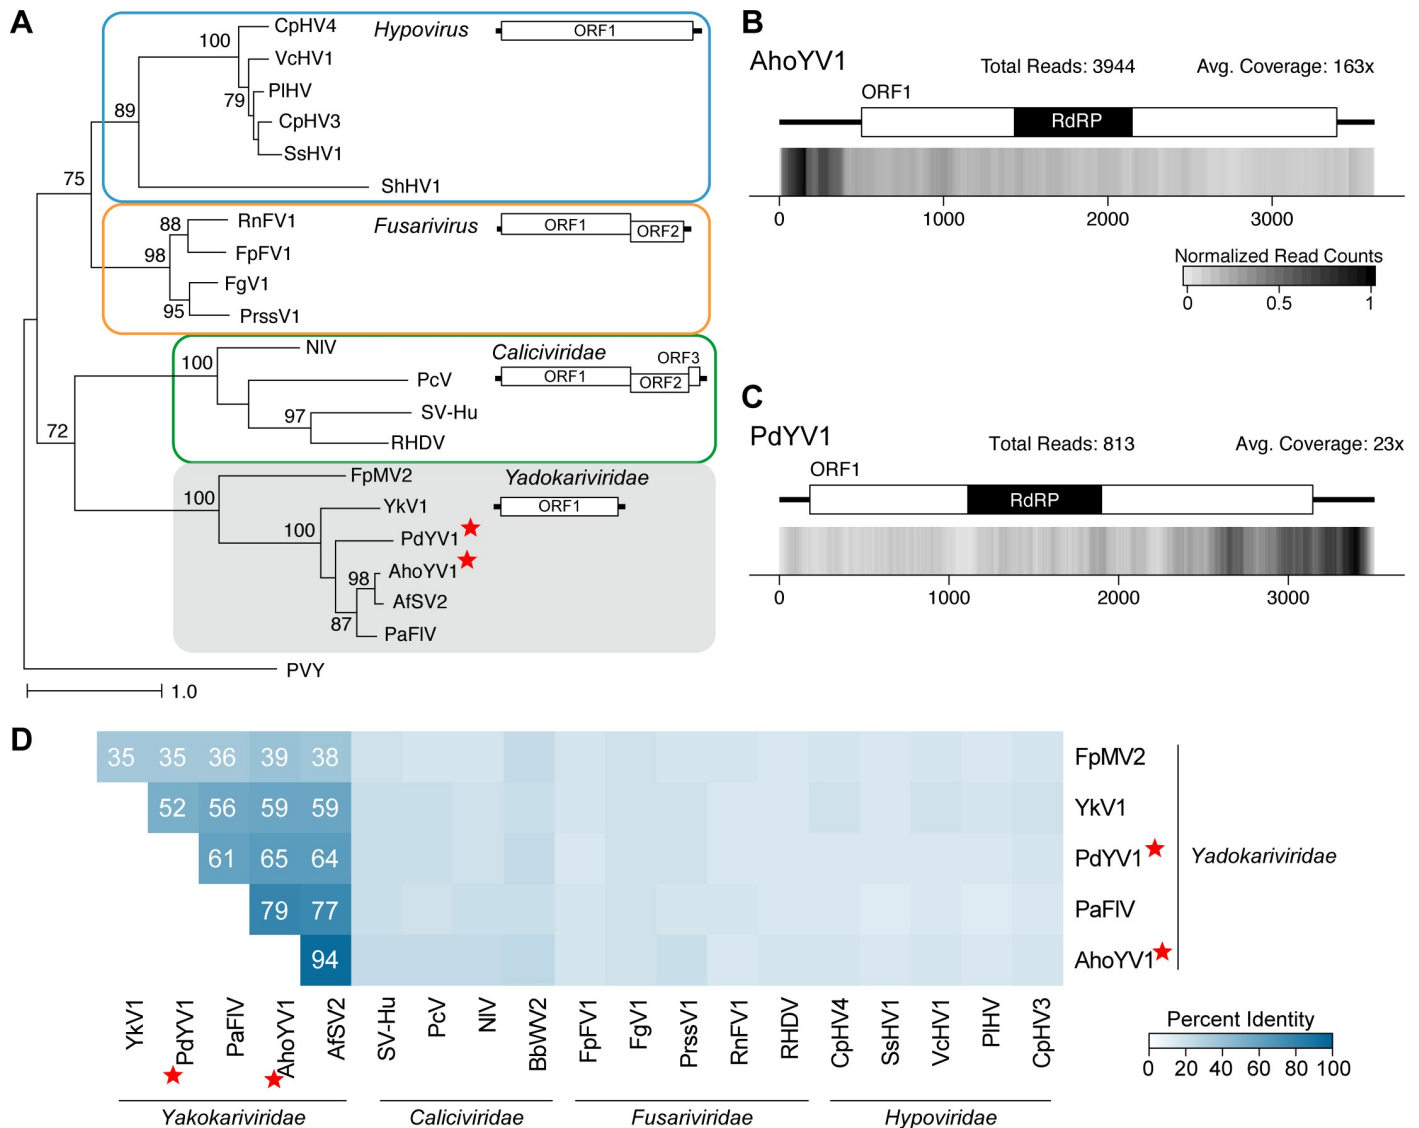 A
CpHV4
Hypovirus
ORF1
100
VcHV1
PlHV
79
89
CpHV3
SsHV1
75
ShHV1
RnFV1
Fusarivirus
ORF1
ORF2
88
FpFV1
98
FgV1
95
PrssV1
NIV
Caliciviridae
ORF3
100
ORF1
ORF2
PcV
97
SV-Hu
RHDV
72
FpMV2
Yadokariviridae
100
YkV1
ORF1
100
PdYV1
AhoYV1
98
AfSV2
87
PaFlV
PVY
1.0
B
AhoYV1
Total Reads: 3944
Avg. Coverage: 163x
ORF1
RdRP
0 1000 2000 3000
Normalized Read Counts
0 0.5 1
C
PdYV1
Total Reads: 813
Avg. Coverage: 23x
ORF1
RdRP
0 1000 2000 3000
D
35 35 36 39 38 FpMV2
52 56 59 59 YkV1
61 65 64 PdYV1
79 77 PaFlV
94 AhoYV1
Yadokariviridae
YkV1
PdYV1
PaFlV
AhoYV1
AfSV2
SV-Hu
PcV
NIV
BbWV2
FpFV1
FgV1
PrssV1
RnFV1
RHDV
CpHV4
SsHV1
VcHV1
PlHV
CpHV3
Yakokariviridae
Caliciviridae
Fusariviridae
Hypoviridae
Percent Identity
0 20 40 60 80 100